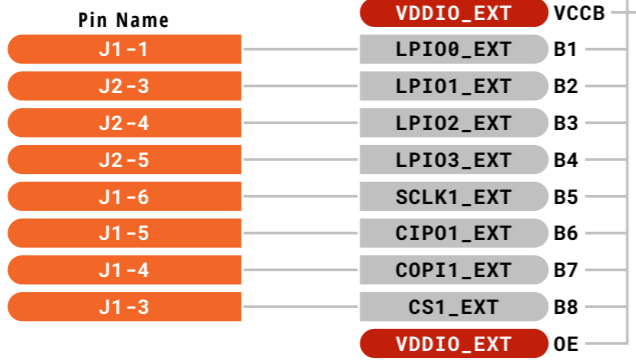 VDDIO_EXT VCCB
Pin Name
J1-1 LPIO0_EXT B1
J2-3 LPIO1_EXT B2
J2-4 LPIO2_EXT B3
J2-5 LPIO3_EXT B4
J1-6 SCLK1_EXT B5
J1-5 CIPO1_EXT B6
J1-4 COPI1_EXT B7
J1-3 CS1_EXT B8
VDDIO_EXT OE